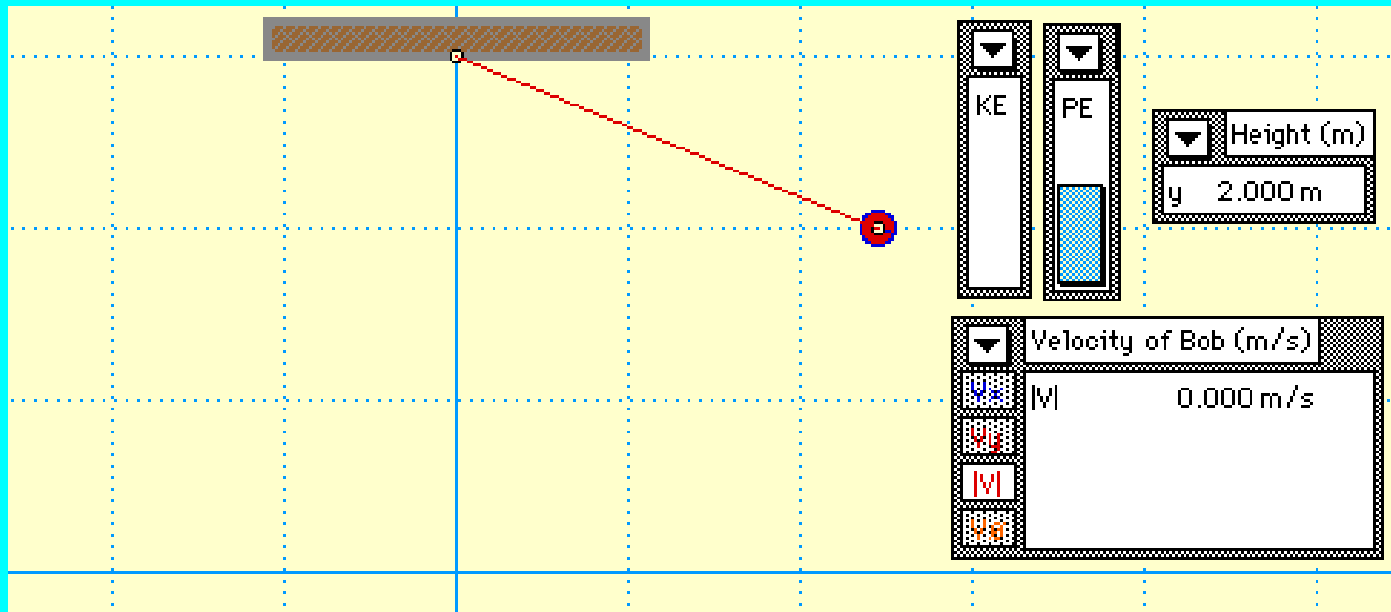 KE
PE
Height (m)
y 2.000 m
Velocity of Bob (m/s)
Vx
|V| 0.000 m/s
Vy
|V|
Vθ